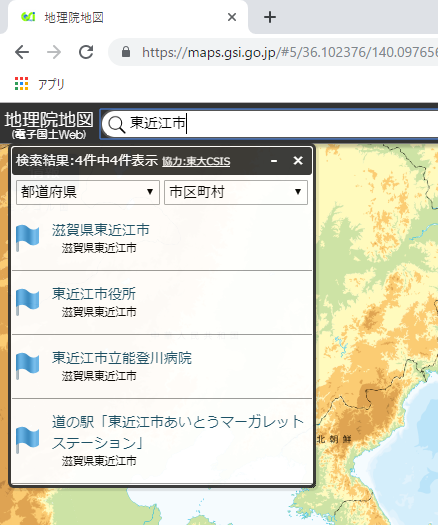 地理院地図
https://maps.gsi.go.jp/#5/36.102376/140.097656
アプリ
地理院地図
(電子国土Web)
東近江市
検索結果:4件中4件表示 協力:東大CSIS
都道府県 市区町村
滋賀県東近江市
滋賀県東近江市
東近江市役所
滋賀県東近江市
東近江市立能登川病院
滋賀県東近江市
道の駅「東近江市あいとうマーガレット
ステーション」
滋賀県東近江市
北朝鮮